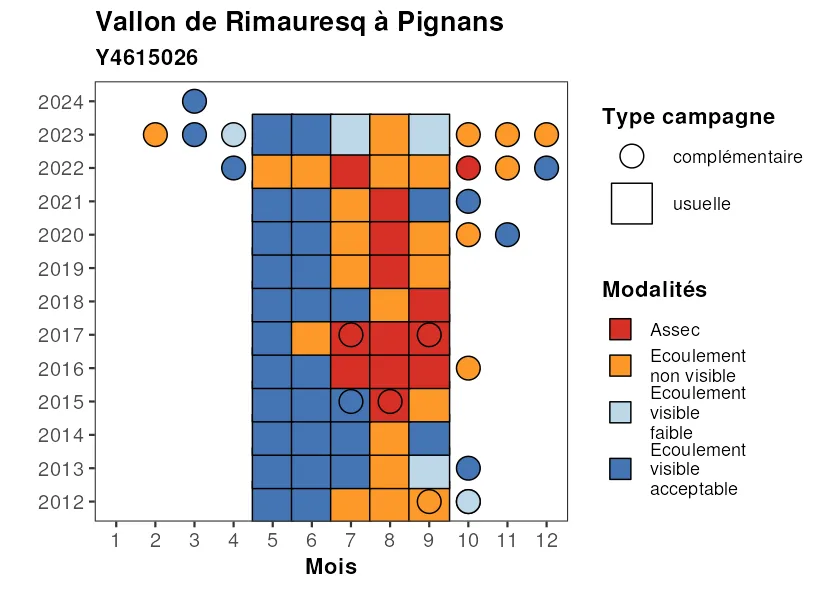 Vallon de Rimauresq à Pignans
Y4615026
2024
2023
2022
2021
2020
2019
2018
2017
2016
2015
2014
2013
2012
1 2 3 4 5 6 7 8 9 10 11 12
Mois
Type campagne
complémentaire
usuelle
Modalités
Assec
Ecoulement
non visible
Ecoulement
visible
faible
Ecoulement
visible
acceptable